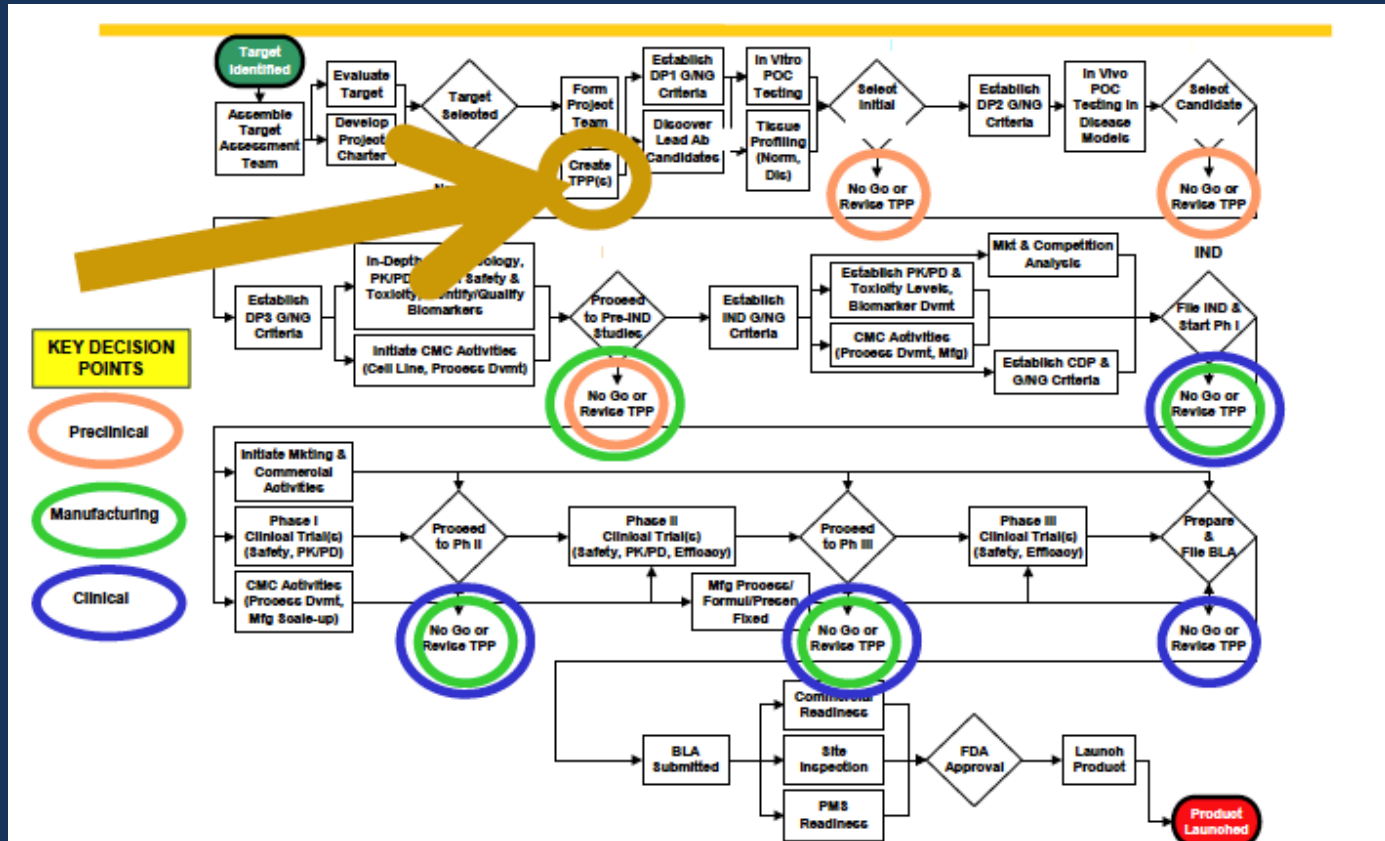 Target
Identified
Assemble
Target
Assessment
Team
Evaluate
Target
Develop
Project
Charter
Target
Selected
Form
Project
Team
Create
TPP(s)
Establish
DP1 G/NG
Criteria
Discover
Lead Ab
Candidates
In Vitro
POC
Testing
Tissue
Profiling
(Norm,
Dis)
Select
Initial
No Go or
Revise TPP
Establish
DP2 G/NG
Criteria
In Vivo
POC
Testing in
Disease
Models
Select
Candidate
No Go or
Revise TPP
Establish
DP3 G/NG
Criteria
In-Depth
PK/PD, Safety &
Toxicity,
Biomarkers
Initiate CMC Activities
(Cell Line, Process Dvmt)
Proceed
to Pre-IND
Studies
No Go or
Revise TPP
Establish
IND G/NG
Criteria
Mkt & Competition
Analysis
Establish PK/PD &
Toxicity Levels,
Biomarker Dvmt
CMC Activities
(Process Dvmt, Mfg)
Establish CDP &
G/NG Criteria
IND
File IND &
Start Ph I
No Go or
Revise TPP
KEY DECISION
POINTS
Preclinical
Manufacturing
Clinical
Initiate Mkting &
Commercial
Activities
Phase I
Clinical Trial(s)
(Safety, PK/PD)
CMC Activities
(Process Dvmt,
Mfg Scale-up)
Proceed
to Ph II
No Go or
Revise TPP
Phase II
Clinical Trial(s)
(Safety, PK/PD, Efficacy)
Mfg Process/
Formul/Presen
Fixed
Proceed
to Ph III
No Go or
Revise TPP
Phase III
Clinical Trial(s)
(Safety, Efficacy)
Prepare
&
File BLA
No Go or
Revise TPP
BLA
Submitted
Commercial
Readiness
Site
Inspection
PMS
Readiness
FDA
Approval
Launch
Product
Product
Launched